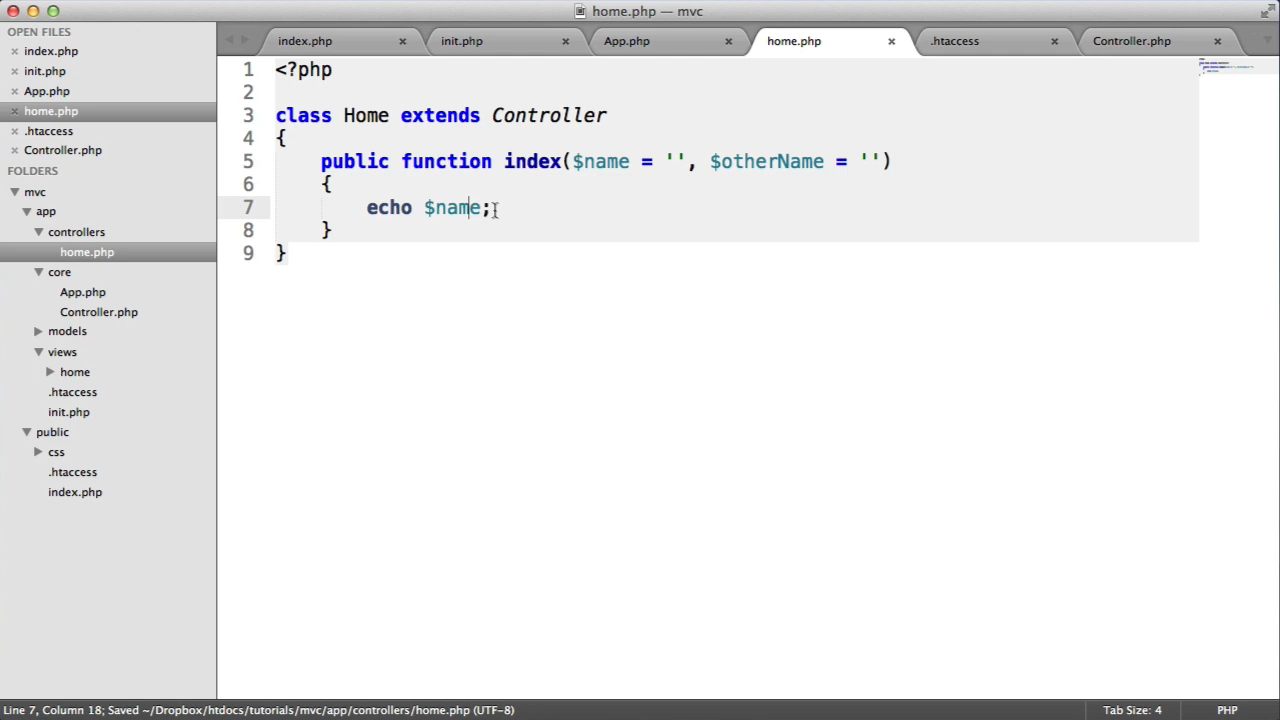 home.php — mvc
OPEN FILES
index.php
init.php
App.php
home.php
.htaccess
Controller.php
FOLDERS
mvc
app
controllers
home.php
core
App.php
Controller.php
models
views
home
.htaccess
init.php
public
css
.htaccess
index.php
index.php
init.php
App.php
home.php
.htaccess
Controller.php
1 <?php
2
3 class Home extends Controller
4 {
5 public function index($name = '', $otherName = '')
6 {
7 echo $name;
8 }
9 }
Line 7, Column 18; Saved ~/Dropbox/htdocs/tutorials/mvc/app/controllers/home.php (UTF-8)
Tab Size: 4
PHP